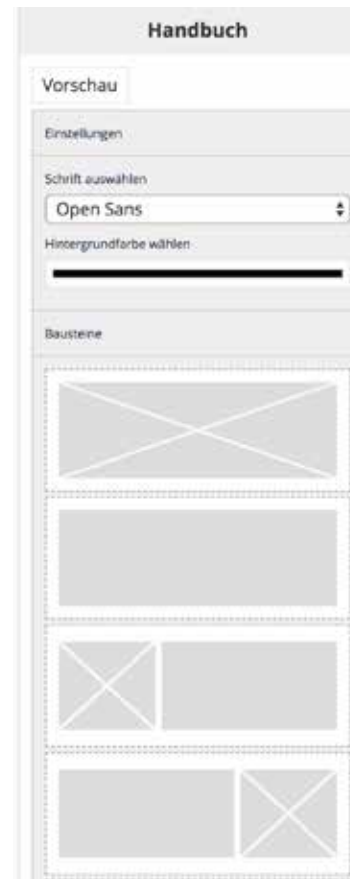 Handbuch
Vorschau
Einstellungen
Schrift auswählen
Open Sans
Hintergrundfarbe wählen
Bausteine